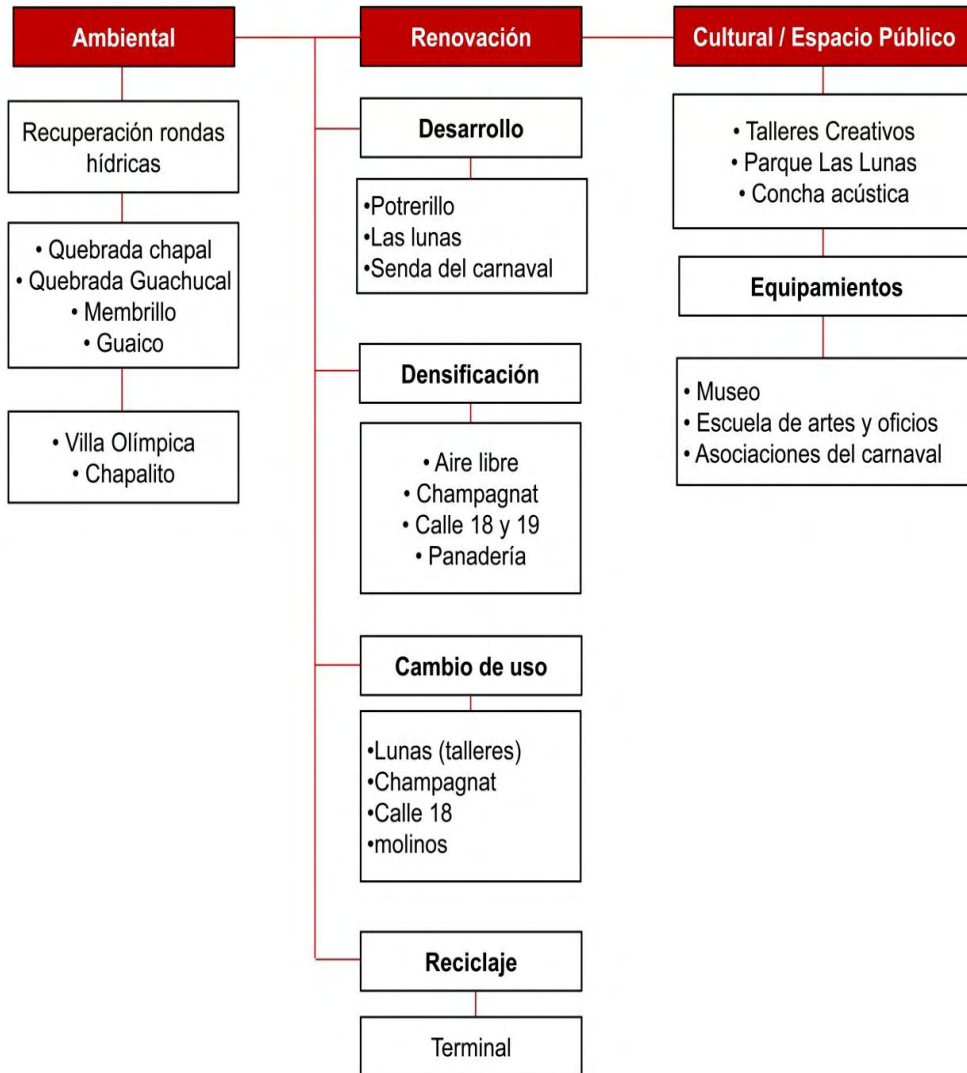 Ambiental
Recuperación rondas
hídricas
• Quebrada chapal
• Quebrada Guachucal
• Membrillo
• Guaico
• Villa Olímpica
• Chapalito
Renovación
Desarrollo
•Potrerillo
•Las lunas
•Senda del carnaval
Densificación
• Aire libre
• Champagnat
• Calle 18 y 19
• Panadería
Cambio de uso
•Lunas (talleres)
•Champagnat
•Calle 18
•molinos
Reciclaje
Terminal
Cultural / Espacio Público
• Talleres Creativos
• Parque Las Lunas
• Concha acústica
Equipamientos
• Museo
• Escuela de artes y oficios
• Asociaciones del carnaval